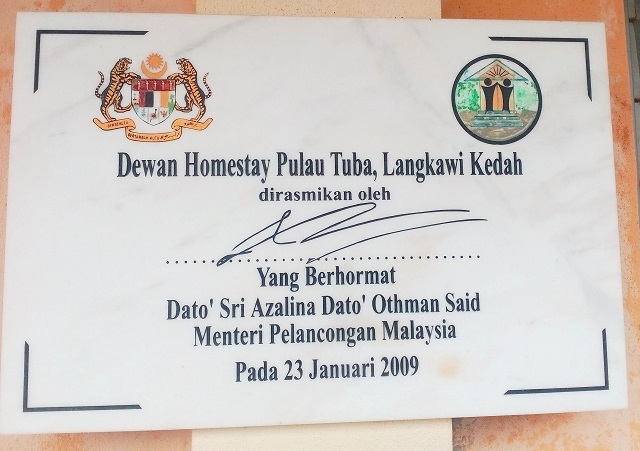 Dewan Homestay Pulau Tuba, Langkawi Kedah
dirasmikan oleh
Yang Berhormat
Dato' Sri Azalina Dato' Othman Said
Menteri Pelancongan Malaysia
Pada 23 Januari 2009